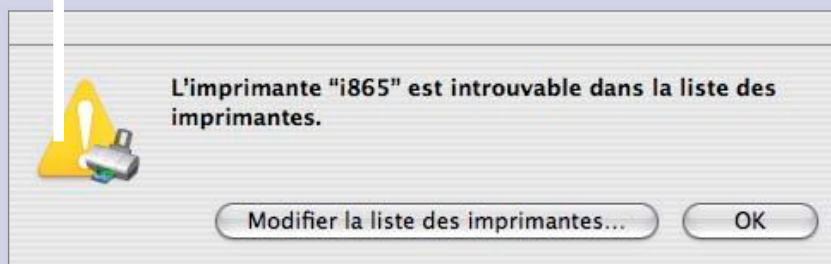 L'imprimante “i865” est introuvable dans la liste des
imprimantes.
Modifier la liste des imprimantes... OK